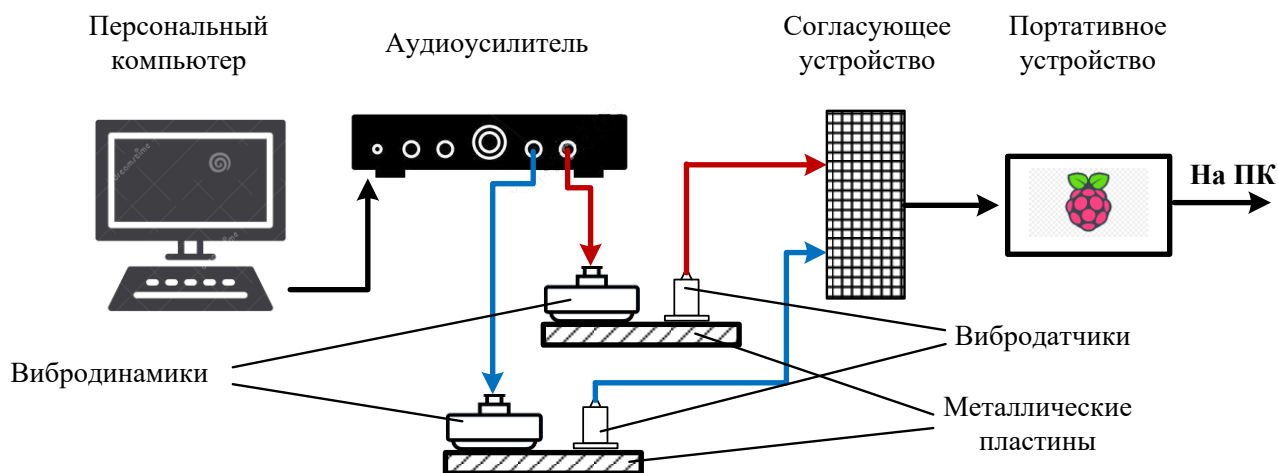 Персональный
компьютер
Аудиоусилитель
Согласующее
устройство
Портативное
устройство
На ПК
Вибродинамики
Вибродатчики
Металлические
пластины